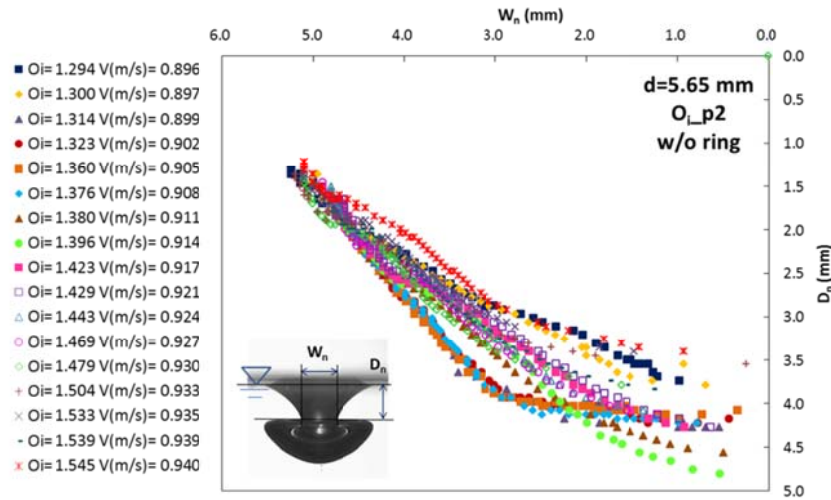 Wₙ (mm)
6.0 5.0 4.0 3.0 2.0 1.0 0.0
Oi= 1.294 V(m/s)= 0.896
Oi= 1.300 V(m/s)= 0.897
Oi= 1.314 V(m/s)= 0.899
Oi= 1.323 V(m/s)= 0.902
Oi= 1.360 V(m/s)= 0.905
Oi= 1.376 V(m/s)= 0.908
Oi= 1.380 V(m/s)= 0.911
Oi= 1.396 V(m/s)= 0.914
Oi= 1.423 V(m/s)= 0.917
Oi= 1.429 V(m/s)= 0.921
Oi= 1.443 V(m/s)= 0.924
Oi= 1.469 V(m/s)= 0.927
Oi= 1.479 V(m/s)= 0.930
Oi= 1.504 V(m/s)= 0.933
Oi= 1.533 V(m/s)= 0.935
Oi= 1.539 V(m/s)= 0.939
Oi= 1.545 V(m/s)= 0.940
d=5.65 mm
Oᵢ_p2
w/o ring
Wₙ
Dₙ
0.0
0.5
1.0
1.5
2.0
2.5
3.0
3.5
4.0
4.5
5.0
Dₙ (mm)